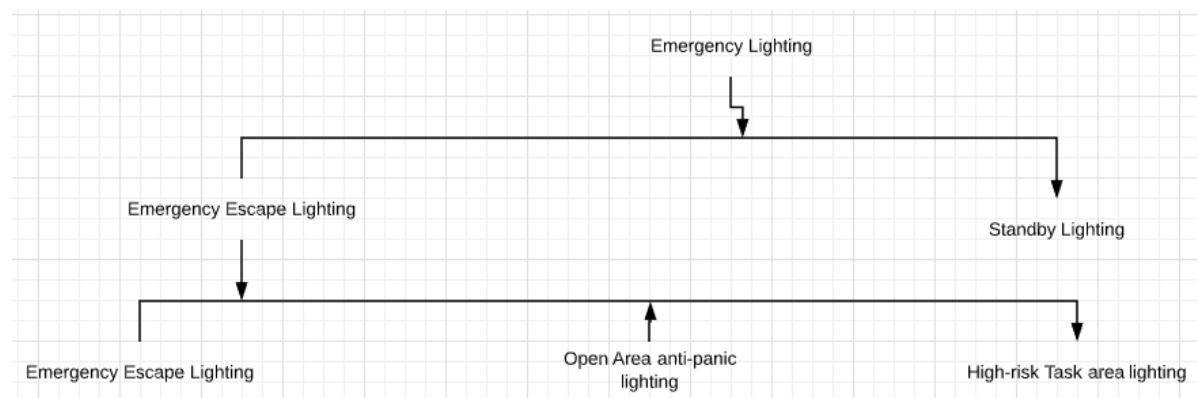 Emergency Lighting
Emergency Escape Lighting
Standby Lighting
Emergency Escape Lighting
Open Area anti-panic
lighting
High-risk Task area lighting